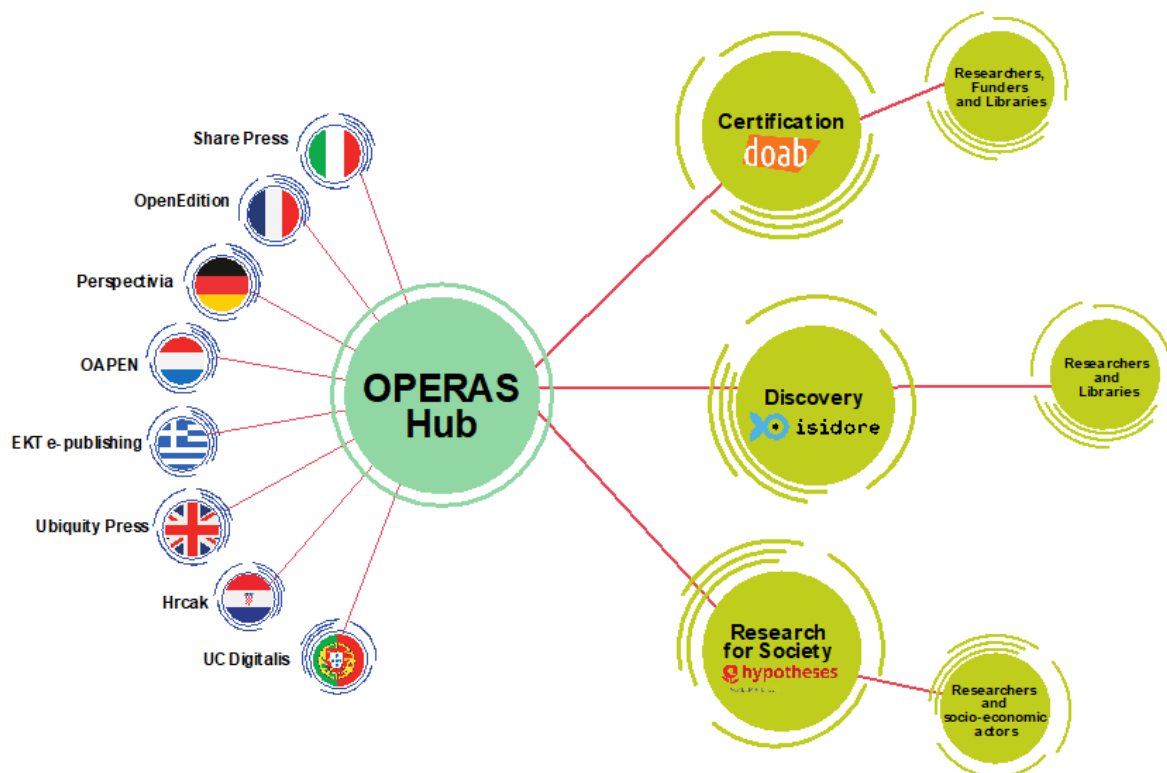 Share Press
OpenEdition
Perspectivia
OAPEN
EKT e-publishing
Ubiquity Press
Hrcak
UC Digitalis
OPERAS
Hub
Certification
doab
Researchers,
Funders
and Libraries
Discovery
isidore
Researchers
and
Libraries
Research
for Society
hypotheses
Researchers
and
socio-economic
actors